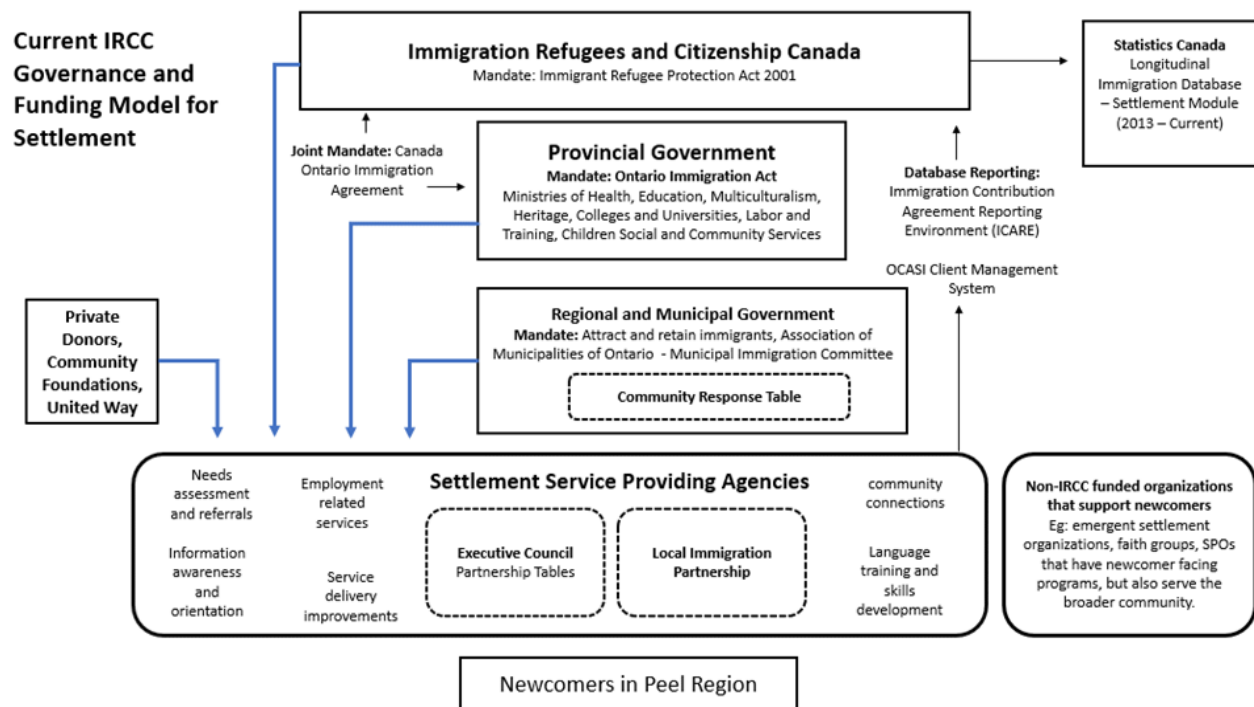 Current IRCC
Governance and
Funding Model for
Settlement
Immigration Refugees and Citizenship Canada
Mandate: Immigrant Refugee Protection Act 2001
Statistics Canada
Longitudinal
Immigration Database
– Settlement Module
(2013 – Current)
Joint Mandate: Canada
Ontario Immigration
Agreement
Provincial Government
Mandate: Ontario Immigration Act
Ministries of Health, Education, Multiculturalism,
Heritage, Colleges and Universities, Labor and
Training, Children Social and Community Services
Database Reporting:
Immigration Contribution
Agreement Reporting
Environment (ICARE)
OCASI Client Management
System
Private
Donors,
Community
Foundations,
United Way
Regional and Municipal Government
Mandate: Attract and retain immigrants, Association of
Municipalities of Ontario - Municipal Immigration Committee
Community Response Table
Settlement Service Providing Agencies
Needs
assessment
and referrals
Employment
related
services
Information
awareness
and
orientation
Service
delivery
improvements
Executive Council
Partnership Tables
Local Immigration
Partnership
community
connections
Language
training and
skills
development
Non-IRCC funded organizations
that support newcomers
Eg: emergent settlement
organizations, faith groups, SPOs
that have newcomer facing
programs, but also serve the
broader community.
Newcomers in Peel Region